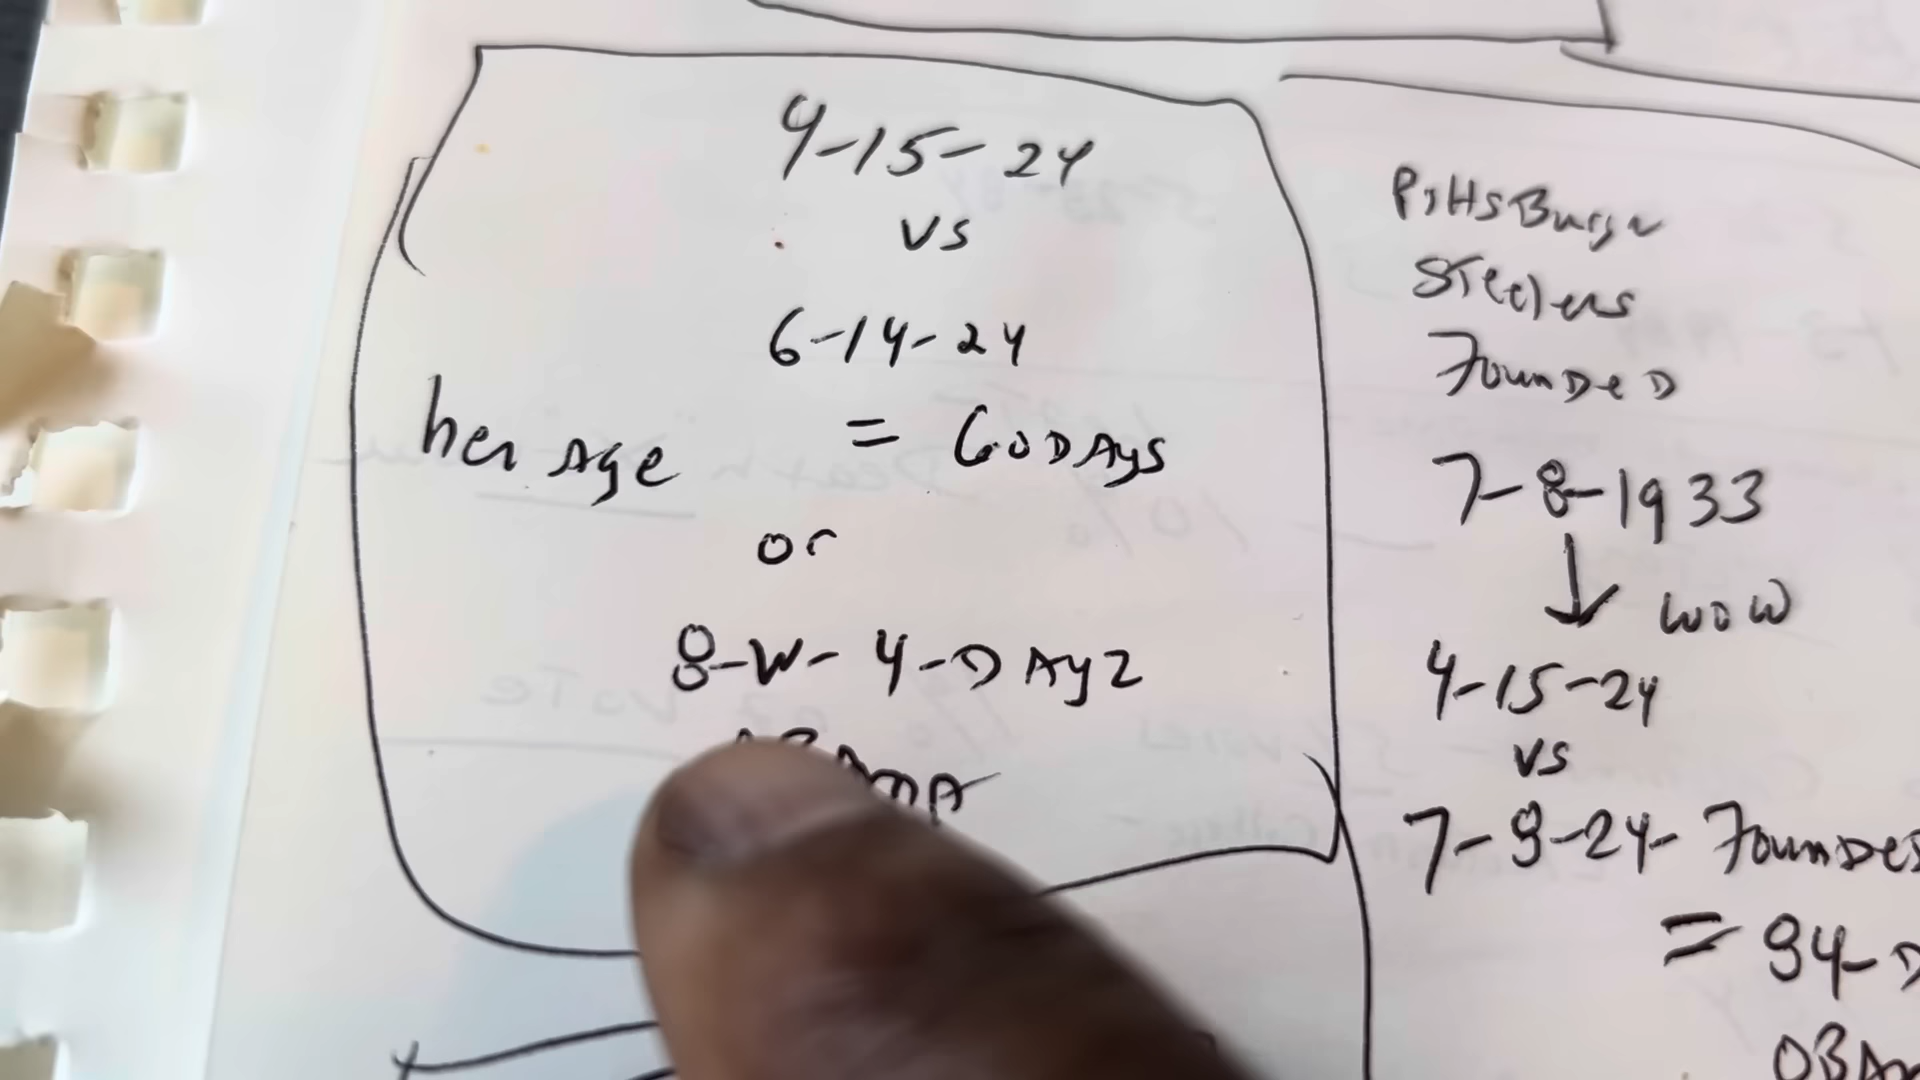 4-15-24
vs
6-14-24
her Age = 60 DAys
or
8-W-4-DAyz
PittsBurgh
Steelers
FounDeD
7-8-1933
WOW
4-15-24
vs
7-8-24- FounDeD
= 84-D